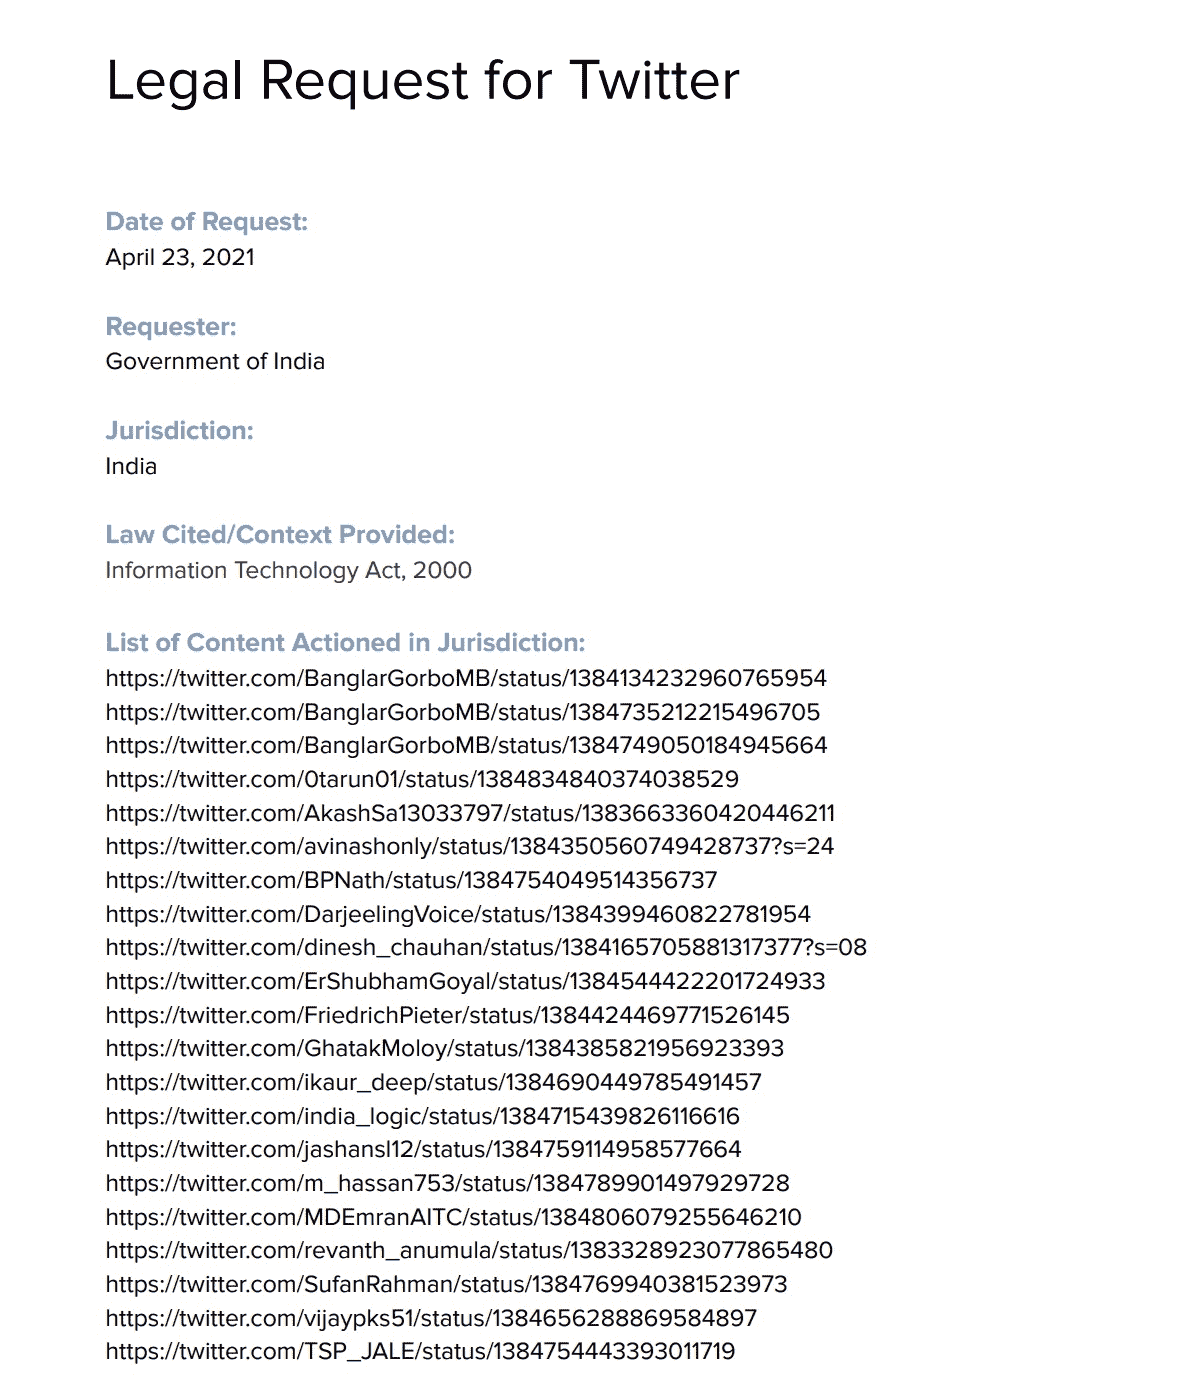 Legal Request for Twitter
Date of Request:
April 23, 2021
Requester:
Government of India
Jurisdiction:
India
Law Cited/Context Provided:
Information Technology Act, 2000
List of Content Actioned in Jurisdiction:
https://twitter.com/BanglarGorboMB/status/1384134232960765954
https://twitter.com/BanglarGorboMB/status/1384735212215496705
https://twitter.com/BanglarGorboMB/status/1384749050184945664
https://twitter.com/0tarun01/status/1384834840374038529
https://twitter.com/AkashSa13033797/status/1383663360420446211
https://twitter.com/avinashonly/status/1384350560749428737?s=24
https://twitter.com/BPNath/status/1384754049514356737
https://twitter.com/DarjeelingVoice/status/1384399460822781954
https://twitter.com/dinesh_chauhan/status/1384165705881317377?s=08
https://twitter.com/ErShubhamGoyal/status/1384544422201724933
https://twitter.com/FriedrichPieter/status/1384424469771526145
https://twitter.com/GhatakMoloy/status/1384385821956923393
https://twitter.com/ikaur_deep/status/1384690449785491457
https://twitter.com/india_logic/status/1384715439826116616
https://twitter.com/jashansl12/status/1384759114958577664
https://twitter.com/m_hassan753/status/1384789901497929728
https://twitter.com/MDEmranAITC/status/1384806079255646210
https://twitter.com/revanth_anumula/status/1383328923077865480
https://twitter.com/SufanRahman/status/1384769940381523973
https://twitter.com/vijaypks51/status/1384656288869584897
https://twitter.com/TSP_JALE/status/1384754443393011719